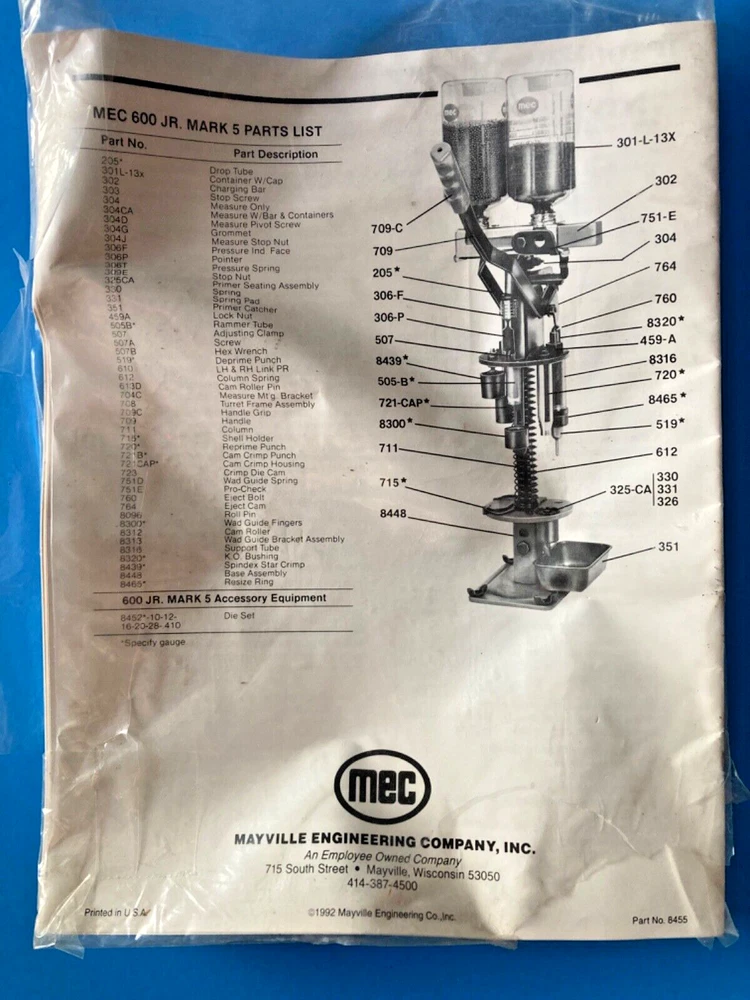 MEC 600 JR. MARK 5 PARTS LIST
Part No. Part Description
205* Drop Tube
301L-13x Container W/Cap
302 Charging Bar
303 Stop Screw
304 Measure Only
304CA Measure W/Bar & Containers
304D Measure Pivot Screw
304G Grommet
304J Measure Stop Nut
306F Pressure Ind. Face
306P Pointer
306T Pressure Spring
309E Stop Nut
325CA Primer Seating Assembly
330 Spring
331 Spring Pad
351 Primer Catcher
459A Lock Nut
505B* Rammer Tube
507 Adjusting Clamp
507A Screw
507B Hex Wrench
519* Deprime Punch
610 LH & RH Link PR
612 Column Spring
613D Cam Roller Pin
704C Measure Mtg. Bracket
708 Turret Frame Assembly
709C Handle Grip
709 Handle
711 Column
715* Shell Holder
720* Reprime Punch
721B* Cam Crimp Punch
721CAP* Cam Crimp Housing
723 Crimp Die Cam
751D Wad Guide Spring
751E Pro-Check
760 Eject Bolt
764 Eject Cam
8096 Roll Pin
8300* Wad Guide Fingers
8312 Cam Roller
8313 Wad Guide Bracket Assembly
8316 Support Tube
8320* K.O. Bushing
8439* Spindex Star Crimp
8448 Base Assembly
8465* Resize Ring
600 JR. MARK 5 Accessory Equipment
8452*-10-12- Die Set
16-20-28-.410
*Specify gauge
mec
mec
301-L-13X
302
709-C
751-E
709
304
205*
764
306-F
760
306-P
8320*
507
459-A
8439*
8316
505-B*
720*
721-CAP*
8465*
8300*
519*
711
612
715*
325-CA
330
331
326
8448
351
mec
MAYVILLE ENGINEERING COMPANY, INC.
An Employee Owned Company
715 South Street • Mayville, Wisconsin 53050
414-387-4500
Printed in U.S.A. ©1992 Mayville Engineering Co., Inc. Part No. 8455